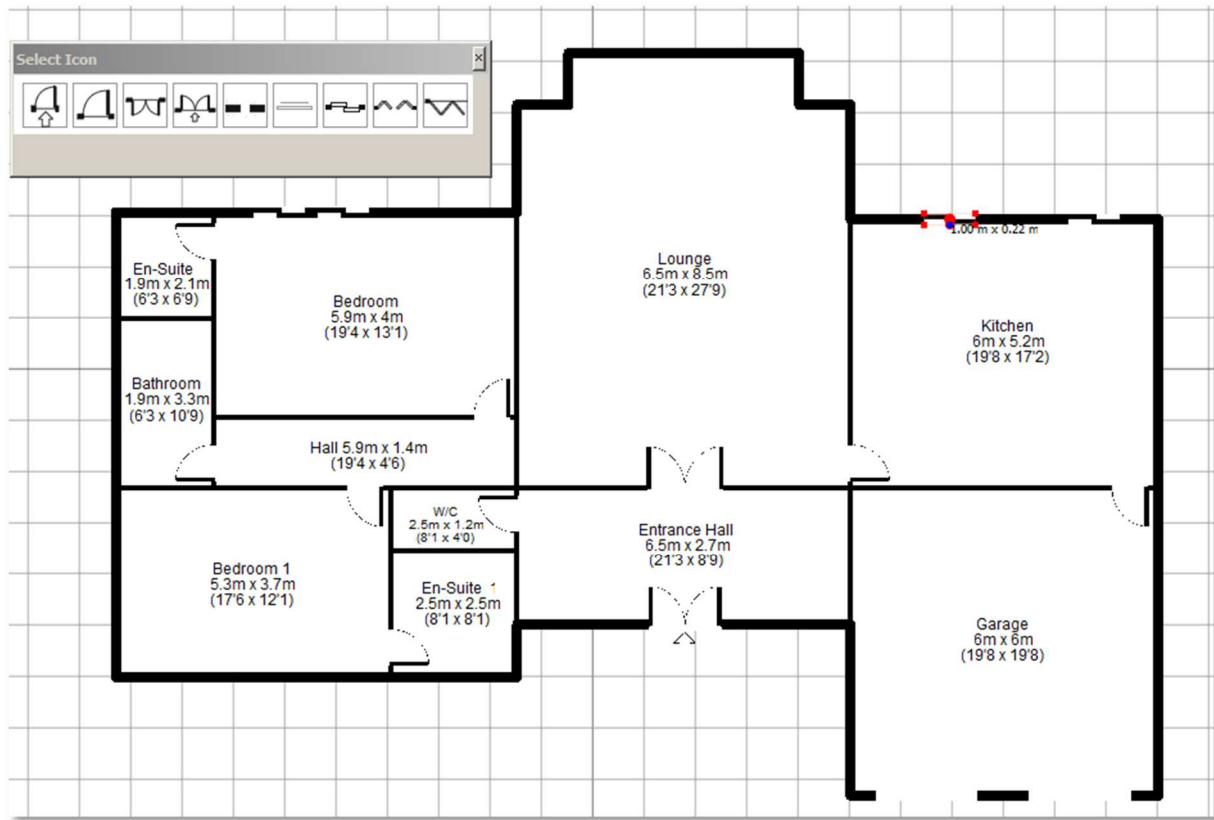 Select Icon
1.00 m x 0.22 m
En-Suite
1.9m x 2.1m
(6'3 x 6'9)
Bedroom
5.9m x 4m
(19'4 x 13'1)
Lounge
6.5m x 8.5m
(21'3 x 27'9)
Kitchen
6m x 5.2m
(19'8 x 17'2)
Bathroom
1.9m x 3.3m
(6'3 x 10'9)
Hall 5.9m x 1.4m
(19'4 x 4'6)
W/C
2.5m x 1.2m
(8'1 x 4'0)
Entrance Hall
6.5m x 2.7m
(21'3 x 8'9)
Bedroom 1
5.3m x 3.7m
(17'6 x 12'1)
En-Suite 1
2.5m x 2.5m
(8'1 x 8'1)
Garage
6m x 6m
(19'8 x 19'8)